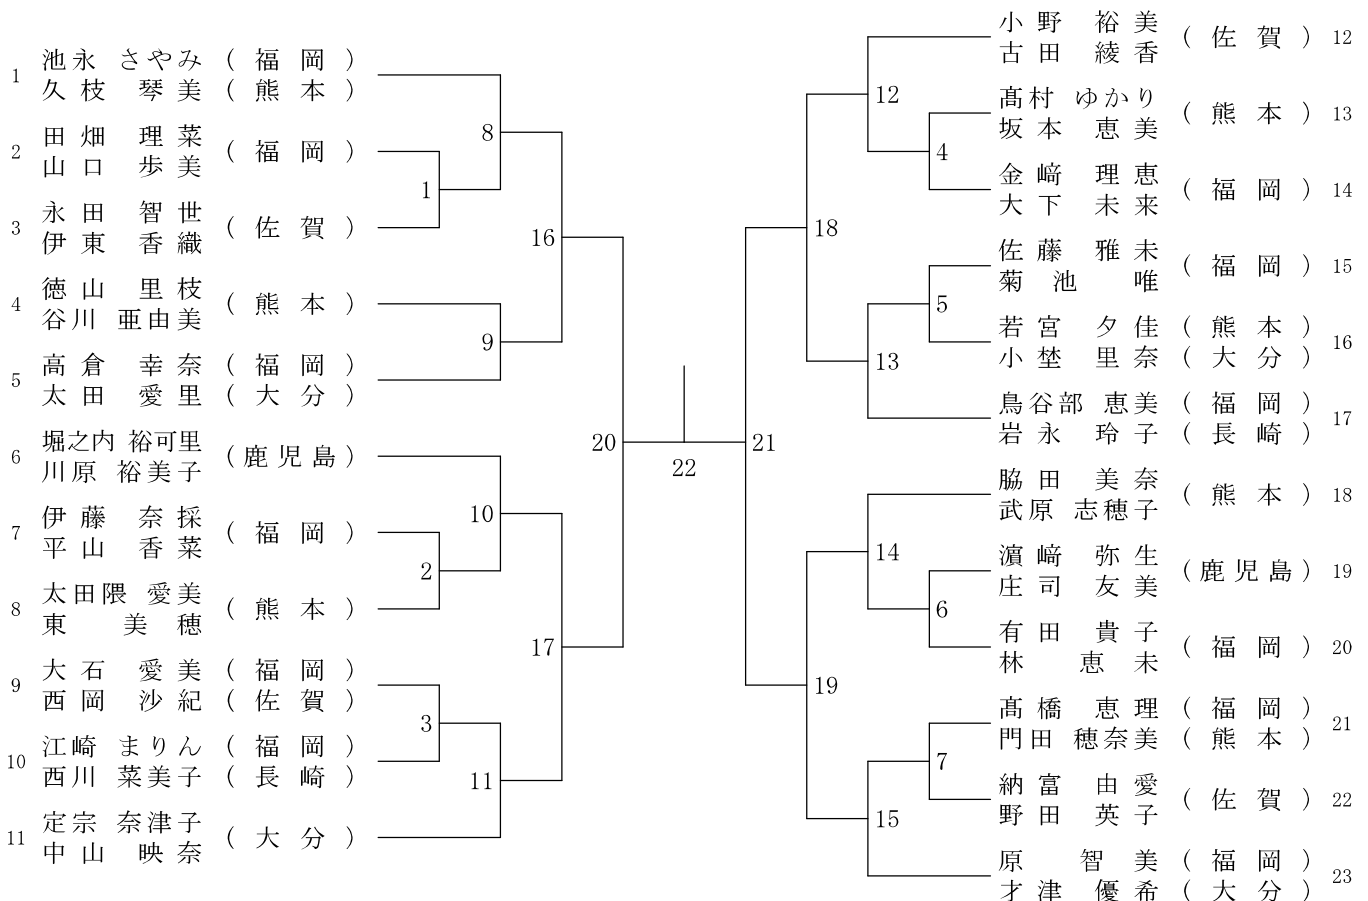 1 池永 さやみ ( 福 岡 )
久 枝 琴 美 ( 熊 本 )
2 田 畑 理 菜 ( 福 岡 )
山 口 歩 美
3 永 田 智 世 ( 佐 賀 )
伊 東 香 織
4 徳 山 里 枝 ( 熊 本 )
谷川 亜由美
5 高 倉 幸 奈 ( 福 岡 )
太 田 愛 里 ( 大 分 )
6 堀之内 裕可里 ( 鹿 児 島 )
川原 裕美子
7 伊 藤 奈 採 ( 福 岡 )
平 山 香 菜
8 太田隈 愛美 ( 熊 本 )
東 美 穂
9 大 石 愛 美 ( 福 岡 )
西 岡 沙 紀 ( 佐 賀 )
10 江崎 まりん ( 福 岡 )
西川 菜美子 ( 長 崎 )
11 定宗 奈津子 ( 大 分 )
中 山 映 奈
8
1
16
9
20
10
2
17
3
11
22
21
12
4
18
5
13
14
6
19
7
15
小 野 裕 美 ( 佐 賀 ) 12
古 田 綾 香
髙村 ゆかり ( 熊 本 ) 13
坂 本 恵 美
金 﨑 理 恵 ( 福 岡 ) 14
大 下 未 来
佐 藤 雅 未 ( 福 岡 ) 15
菊 池 唯
若 宮 夕 佳 ( 熊 本 ) 16
小 埜 里 奈 ( 大 分 )
鳥谷部 恵美 ( 福 岡 ) 17
岩 永 玲 子 ( 長 崎 )
脇 田 美 奈 ( 熊 本 ) 18
武原 志穂子
濵 﨑 弥 生 ( 鹿 児 島 ) 19
庄 司 友 美
有 田 貴 子 ( 福 岡 ) 20
林 恵 未
髙 橋 恵 理 ( 福 岡 ) 21
門田 穂奈美 ( 熊 本 )
納 富 由 愛 ( 佐 賀 ) 22
野 田 英 子
原 智 美 ( 福 岡 ) 23
才 津 優 希 ( 大 分 )